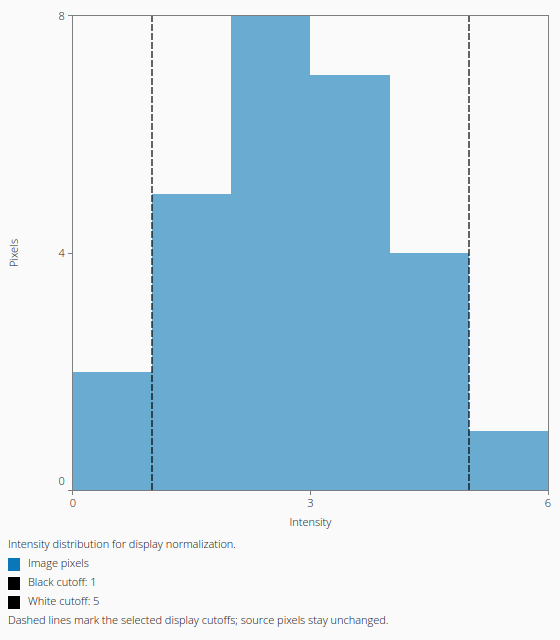 8
Pixels
4
0
0 3 6
Intensity
Intensity distribution for display normalization.
Image pixels
Black cutoff: 1
White cutoff: 5
Dashed lines mark the selected display cutoffs; source pixels stay unchanged.